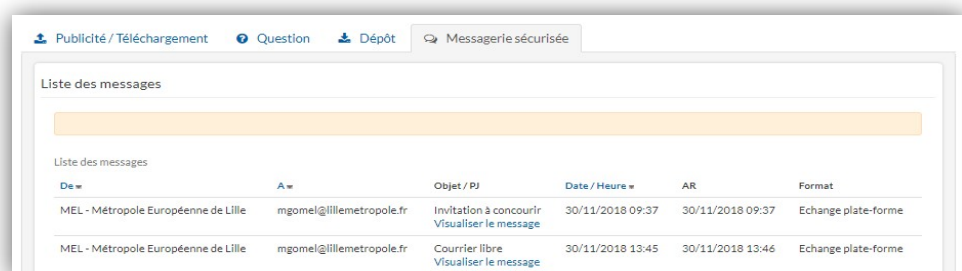 Publicité / Téléchargement Question Dépôt Messagerie sécurisée
Liste des messages
Liste des messages
De A Objet / PJ Date / Heure AR Format
MEL - Métropole Européenne de Lille mgomel@lillemetropole.fr Invitation à concourir 30/11/2018 09:37 30/11/2018 09:37 Echange plate-forme
Visualiser le message
MEL - Métropole Européenne de Lille mgomel@lillemetropole.fr Courrier libre 30/11/2018 13:45 30/11/2018 13:46 Echange plate-forme
Visualiser le message